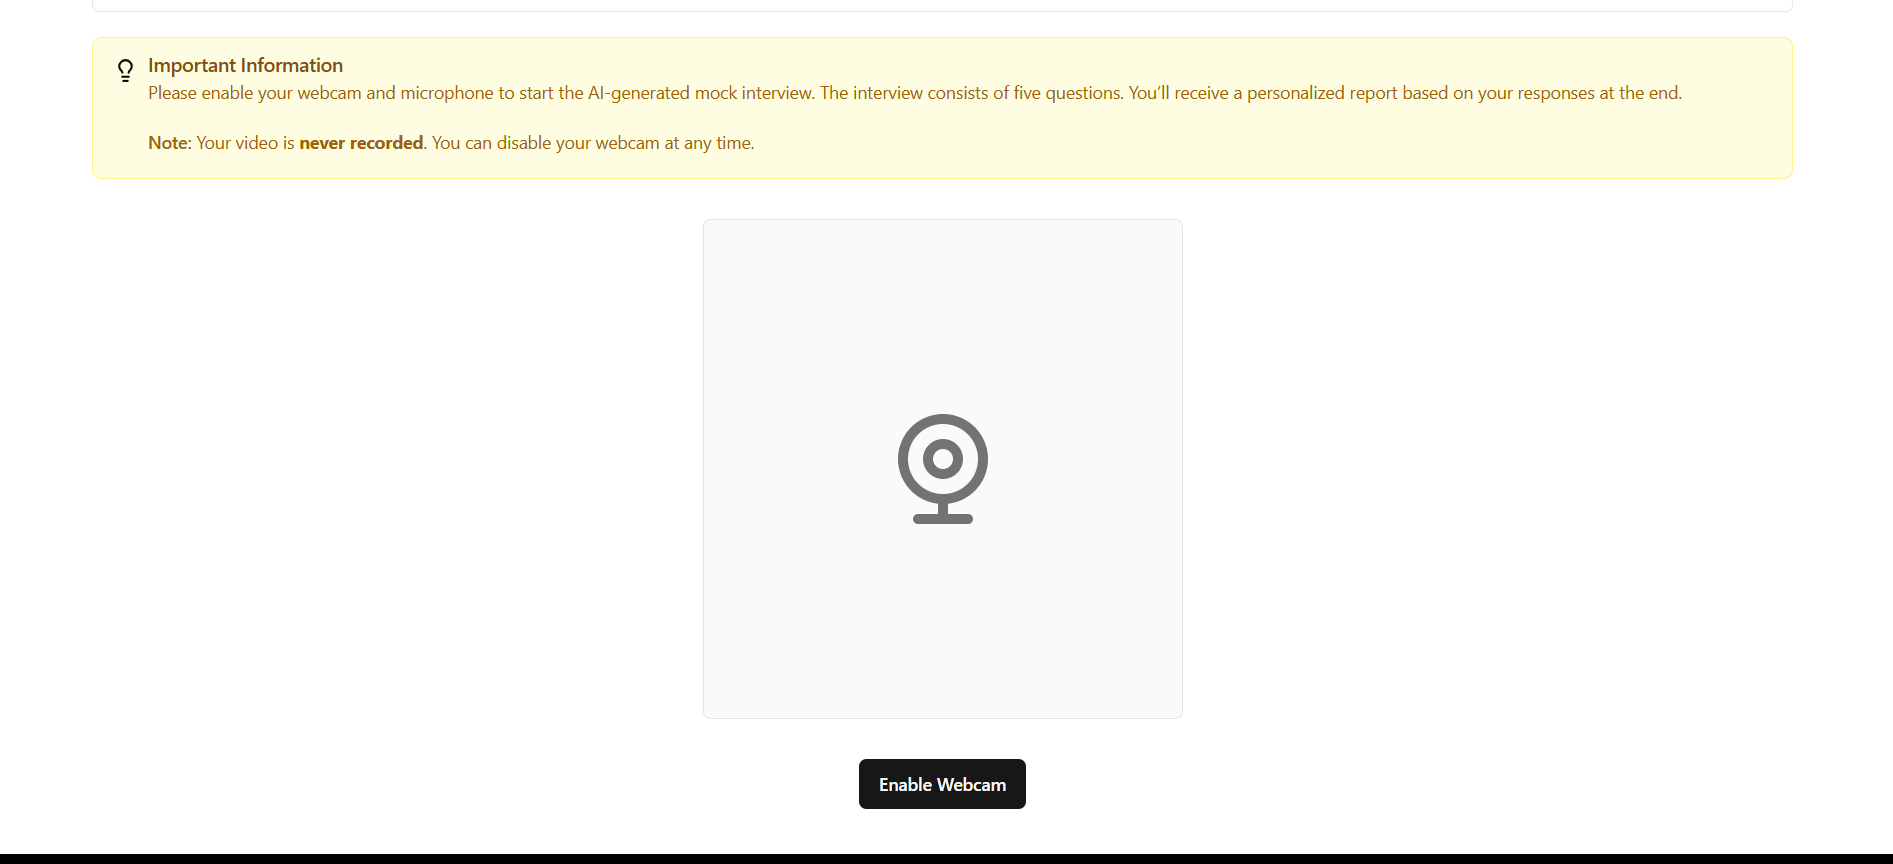 Important Information
Please enable your webcam and microphone to start the AI-generated mock interview. The interview consists of five questions. You’ll receive a personalized report based on your responses at the end.
Note: Your video is never recorded. You can disable your webcam at any time.
Enable Webcam